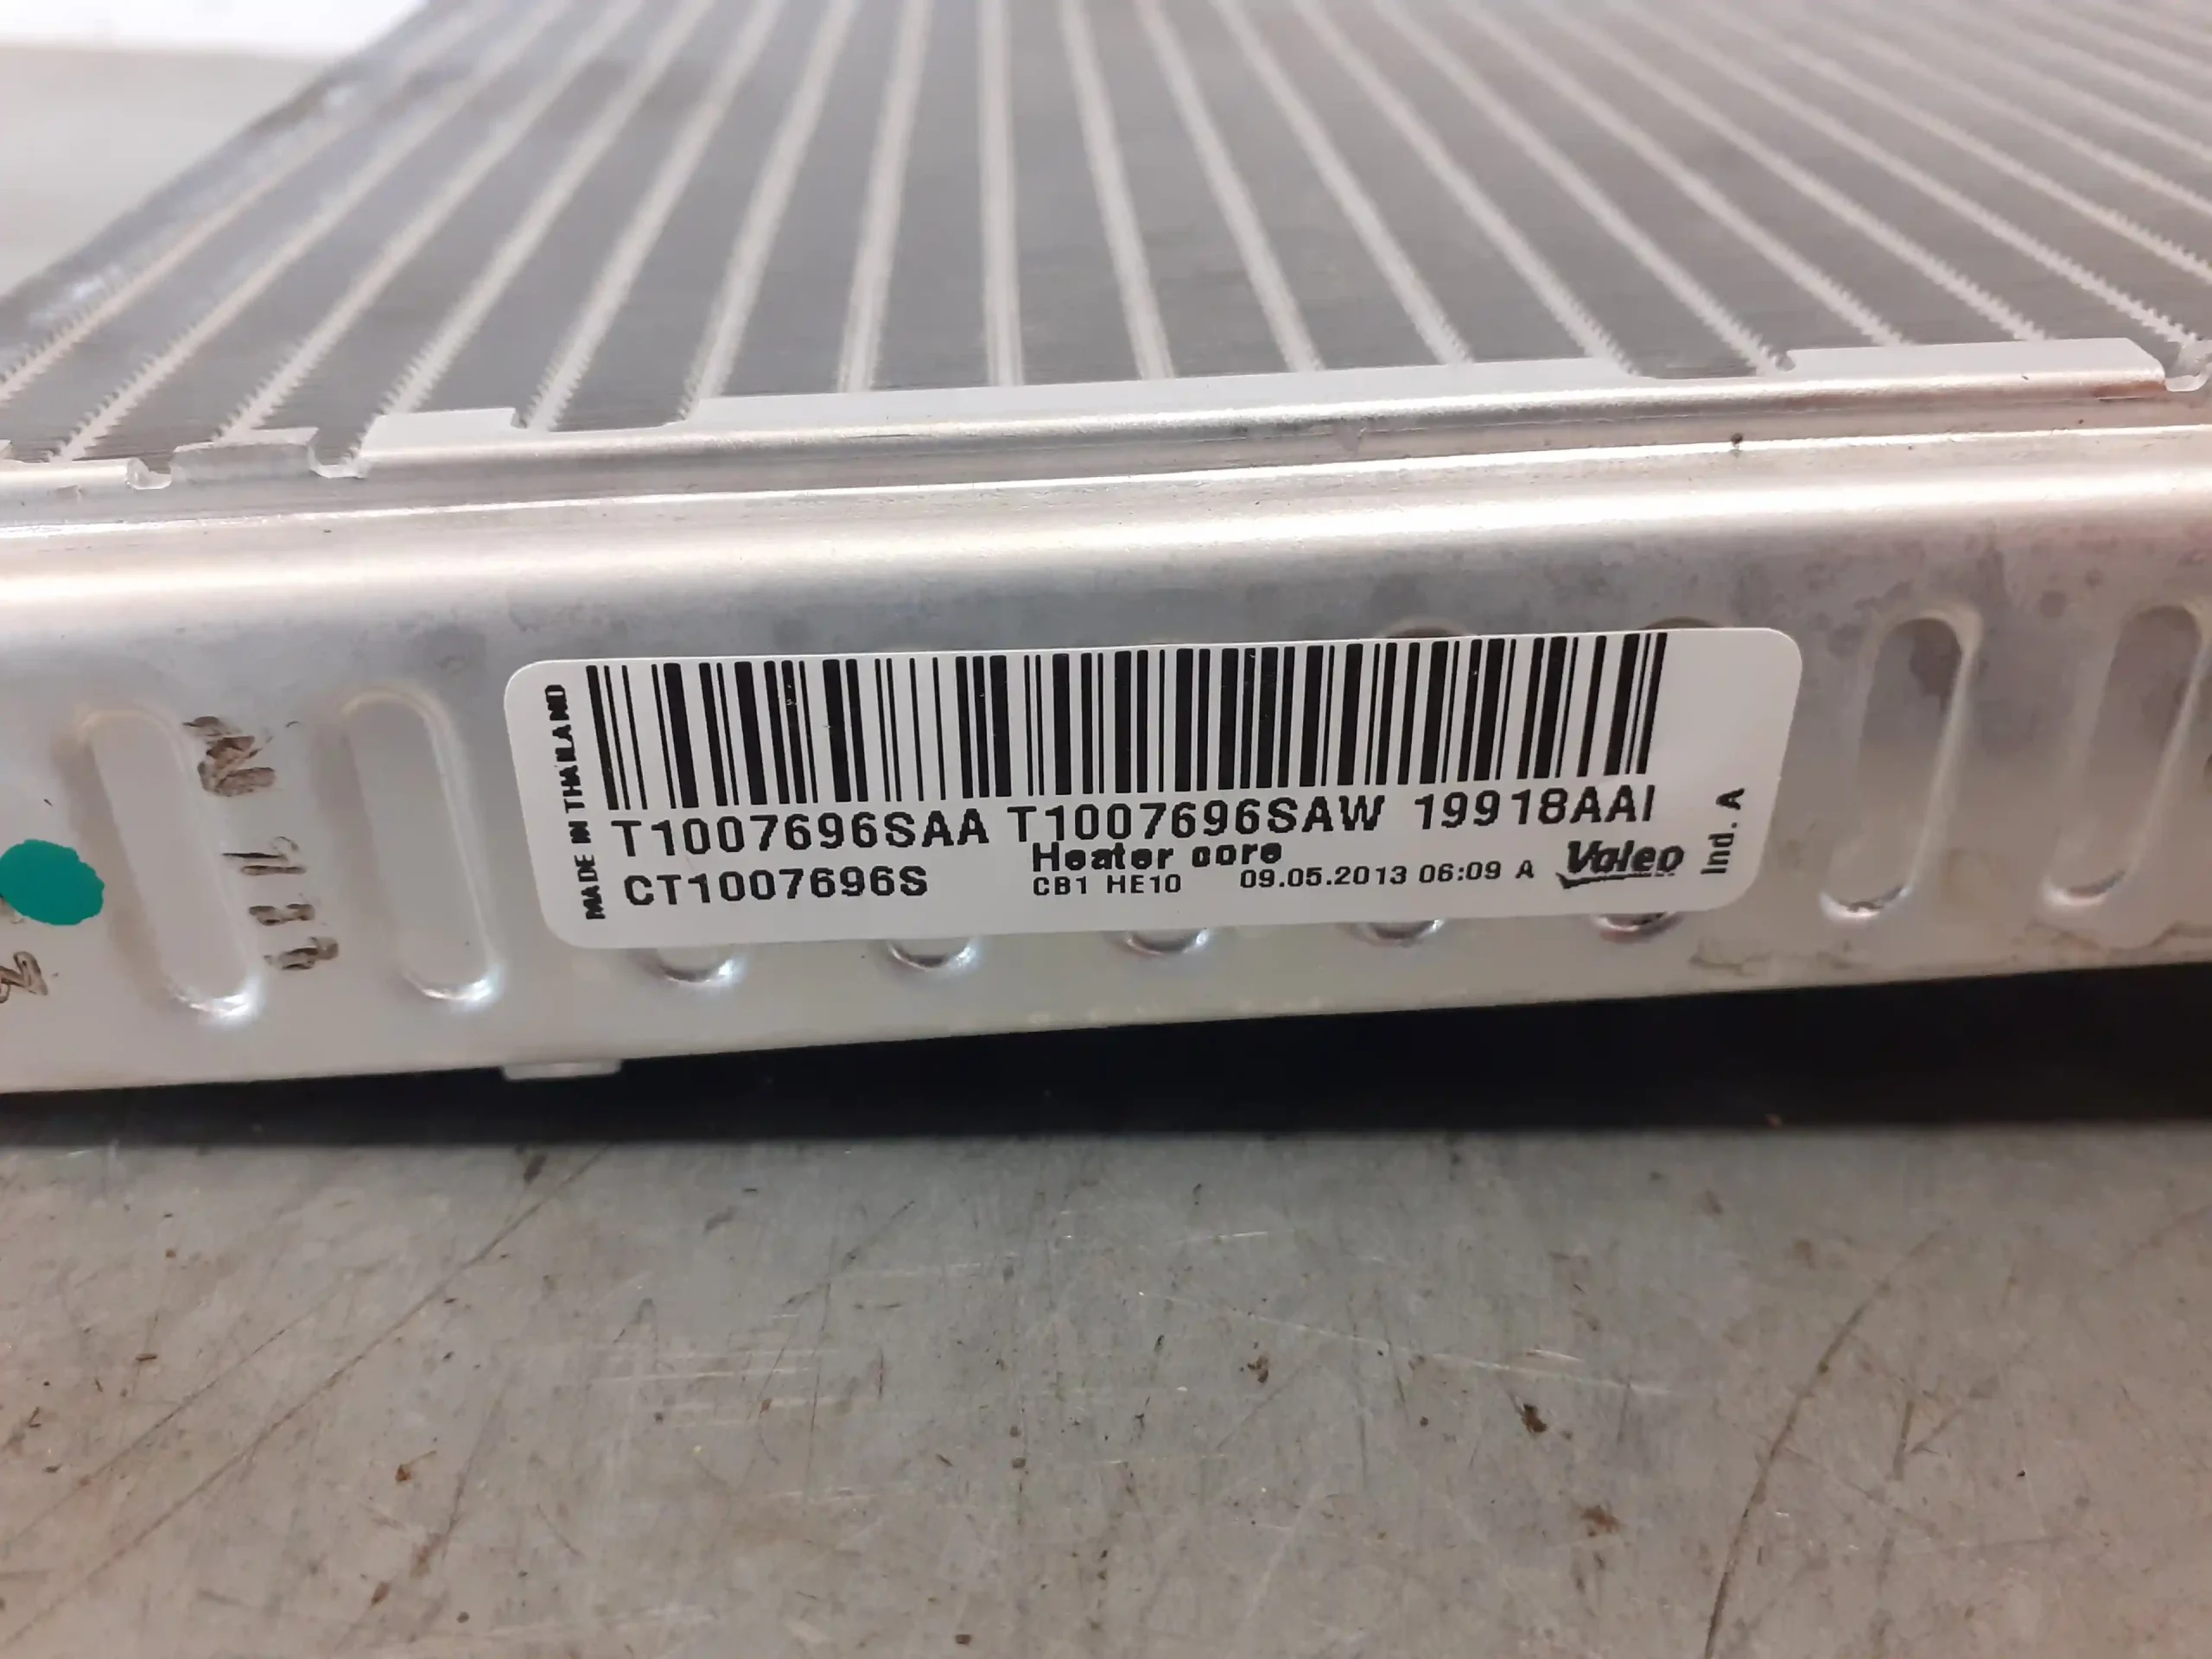 MADE IN THAILAND
T1007696SAA T1007696SAW 19918AAI
CT1007696S
Heater core
CB1 HE10 09.05.2013 06:09 A
Valeo
Ind. A